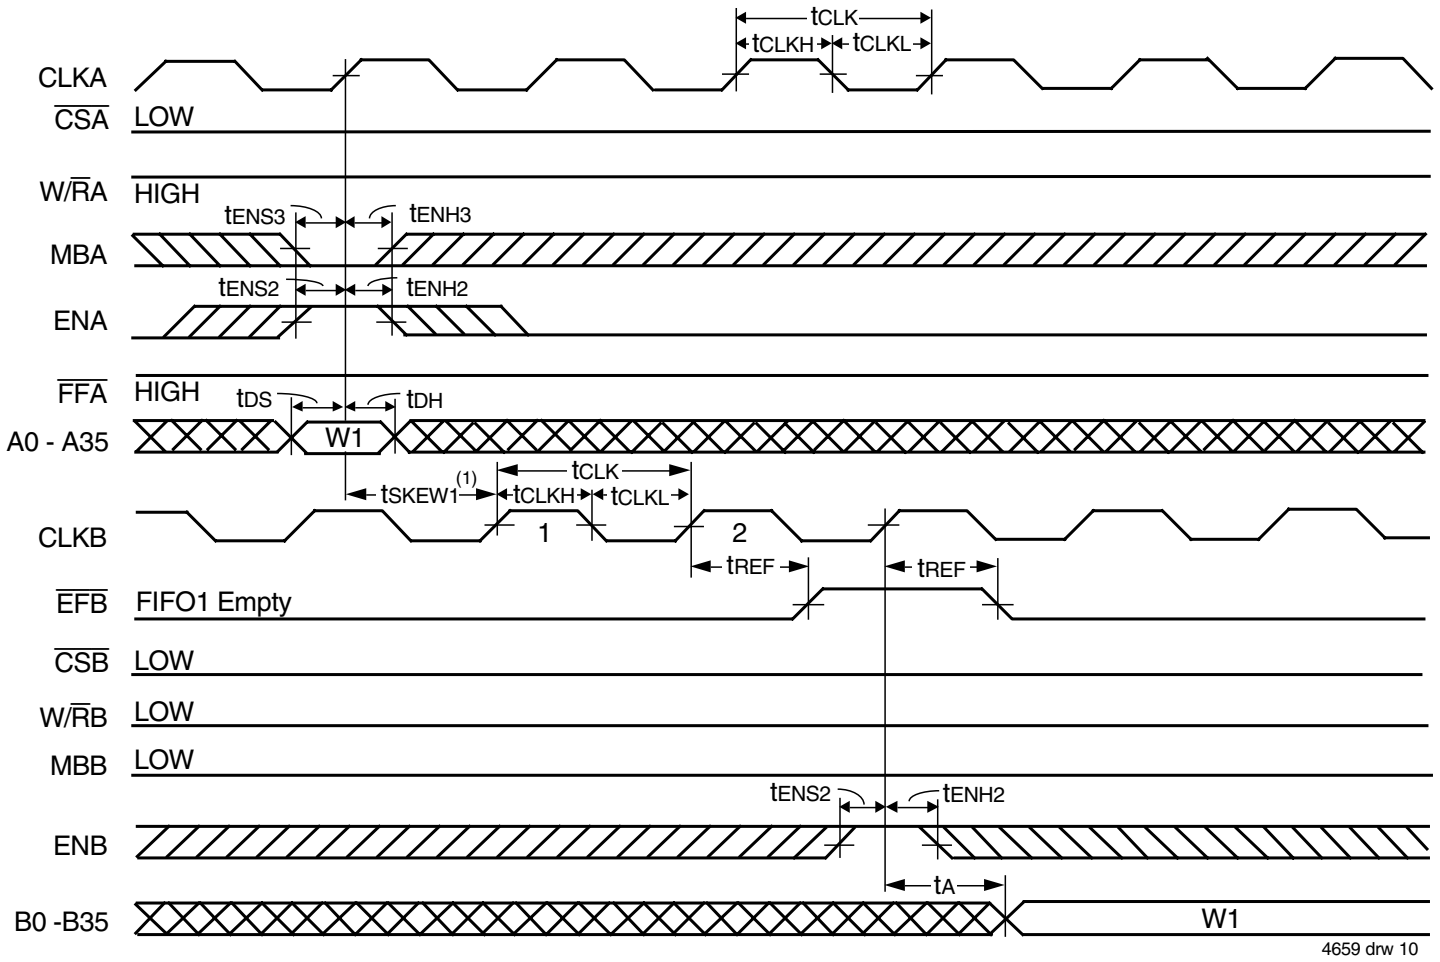 tCLK
tCLKH tCLKL
CLKA
CSA LOW
W/RA HIGH
tENS3 tENH3
MBA
tENS2 tENH2
ENA
FFA HIGH
tDS tDH
A0 - A35 W1
tCLK
tSKEW1(1) tCLKH tCLKL
CLKB 1 2
tREF tREF
EFB FIFO1 Empty
CSB LOW
W/RB LOW
MBB LOW
tENS2 tENH2
ENB
tA
B0 -B35 W1
4659 drw 10